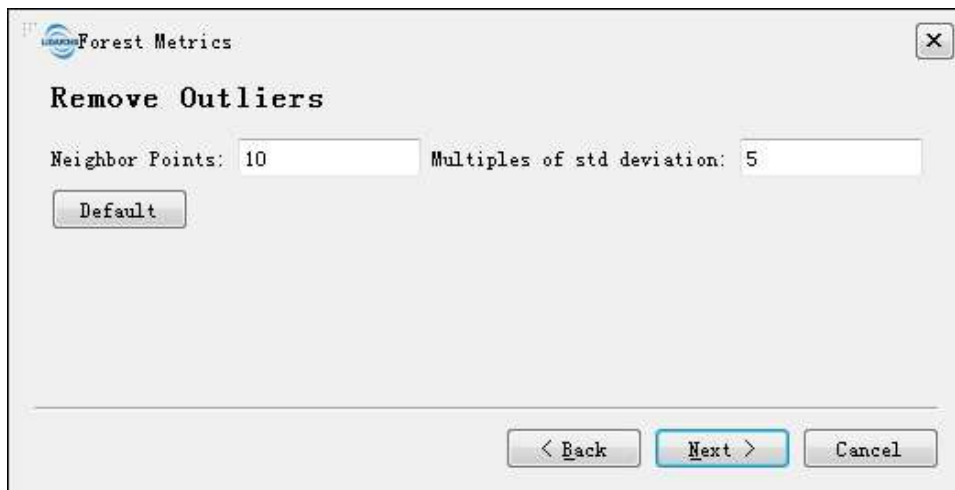 Forest Metrics
Remove Outliers
Neighbor Points: 10 Multiples of std deviation: 5
Default
< Back Next > Cancel